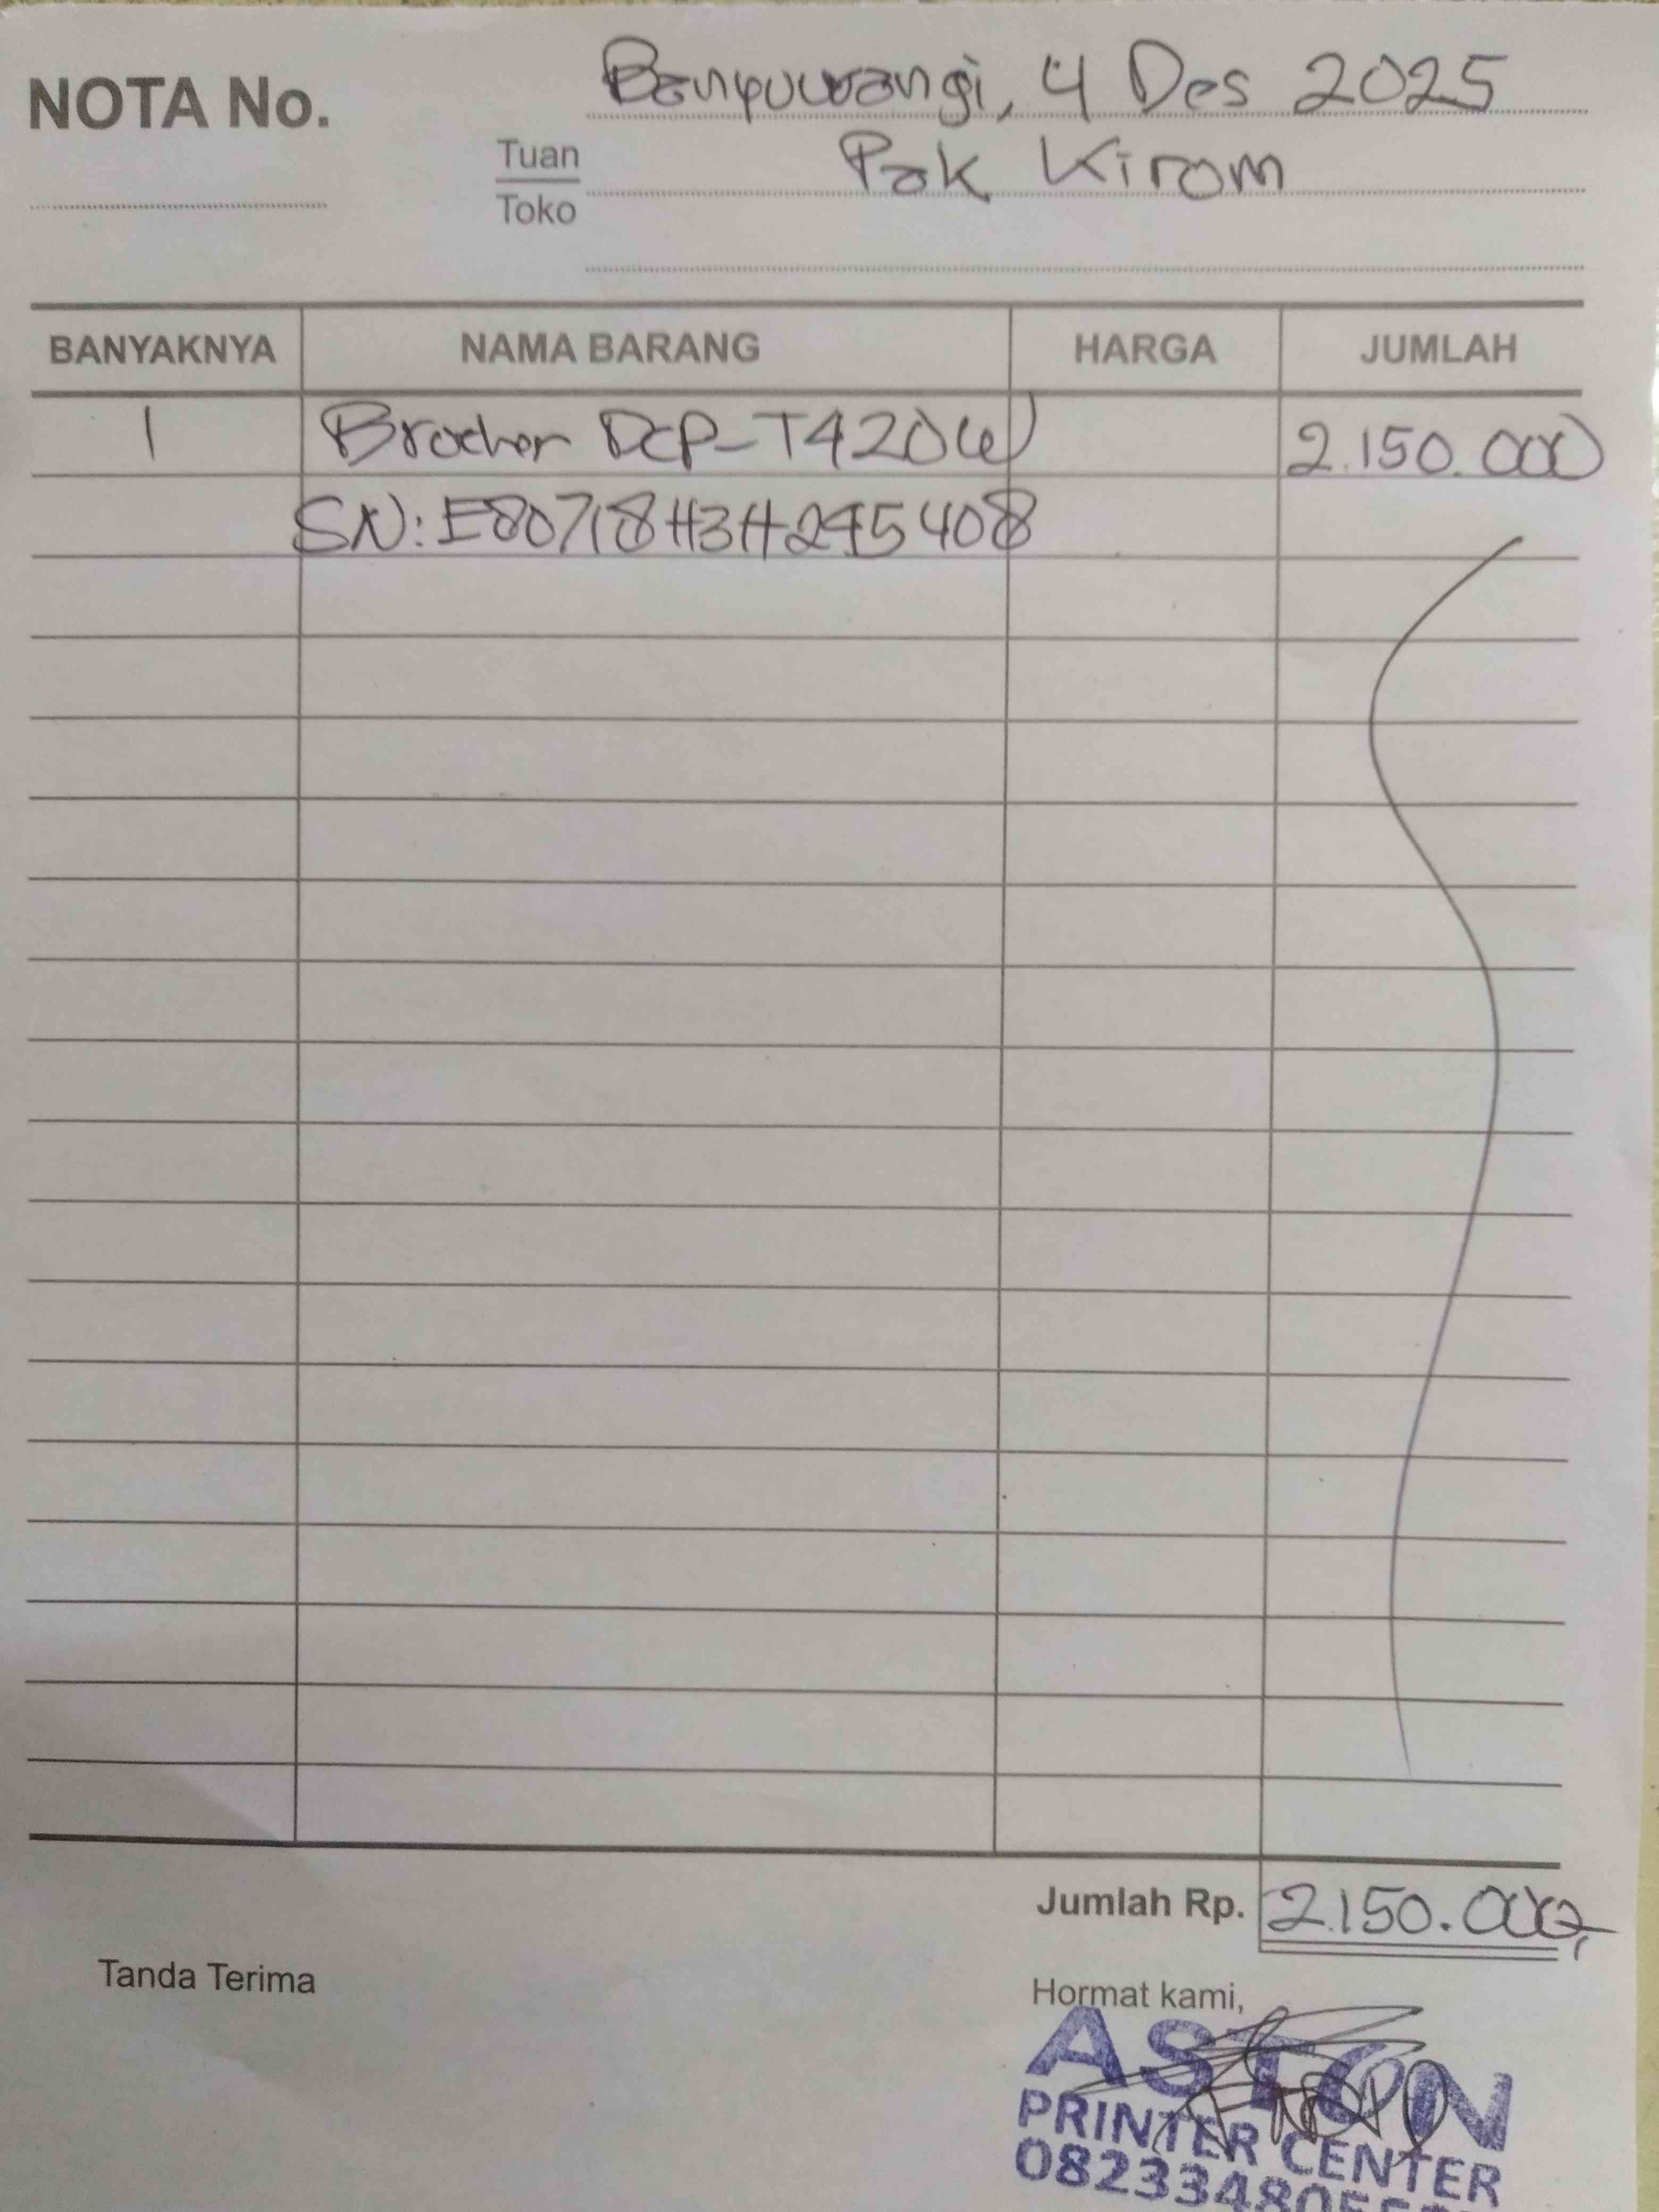 NOTA No.
Banyuwangi, 4 Des 2025
Tuan
Toko
Pak Kirom
BANYAKNYA NAMA BARANG HARGA JUMLAH
1 Brother DCP-T420W 2.150.000
SN: E80718H3H245408
Jumlah Rp. 2.150.000,
Tanda Terima
Hormat kami,
ASTON
PRINTER CENTER